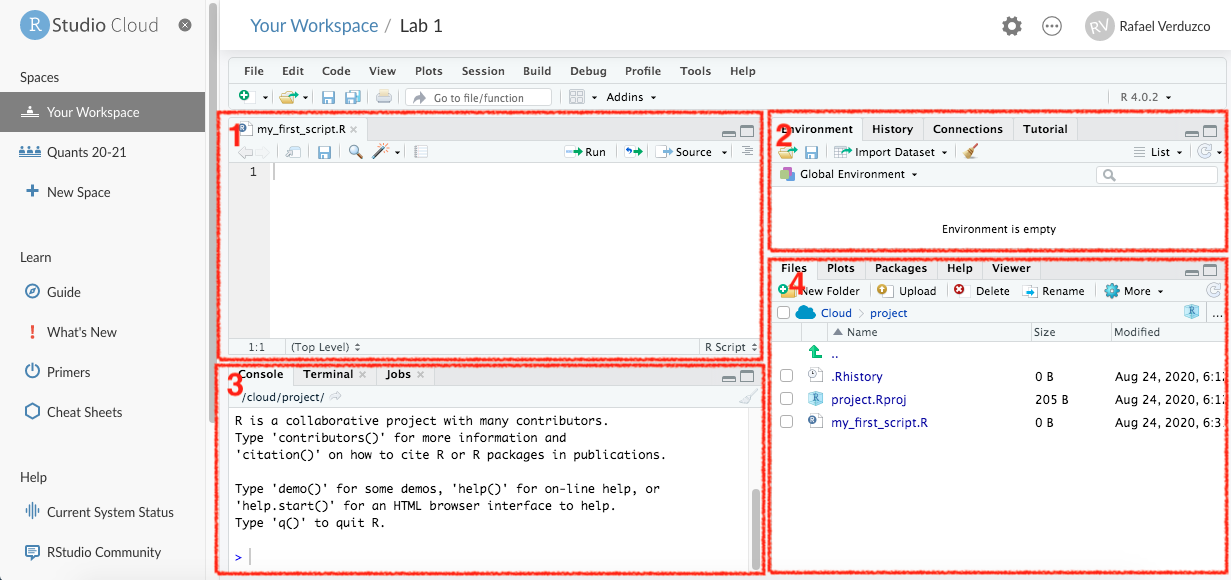 R Studio Cloud
Spaces
Your Workspace
Quants 20-21
New Space
Learn
Guide
What's New
Primers
Cheat Sheets
Help
Current System Status
RStudio Community
Your Workspace / Lab 1
RV Rafael Verduzco
File Edit Code View Plots Session Build Debug Profile Tools Help
Go to file/function Addins R 4.0.2
1 my_first_script.R
Run Source
1
1:1 (Top Level) R Script
2 Environment History Connections Tutorial
Import Dataset List
Global Environment
Environment is empty
3 Console Terminal Jobs
/cloud/project/
R is a collaborative project with many contributors.
Type 'contributors()' for more information and
'citation()' on how to cite R or R packages in publications.
Type 'demo()' for some demos, 'help()' for on-line help, or
'help.start()' for an HTML browser interface to help.
Type 'q()' to quit R.
>
Files Plots Packages Help Viewer
4 New Folder Upload Delete Rename More
Cloud > project R ...
Name Size Modified
..
.Rhistory 0 B Aug 24, 2020, 6:12
project.Rproj 205 B Aug 24, 2020, 6:12
my_first_script.R 0 B Aug 24, 2020, 6:3